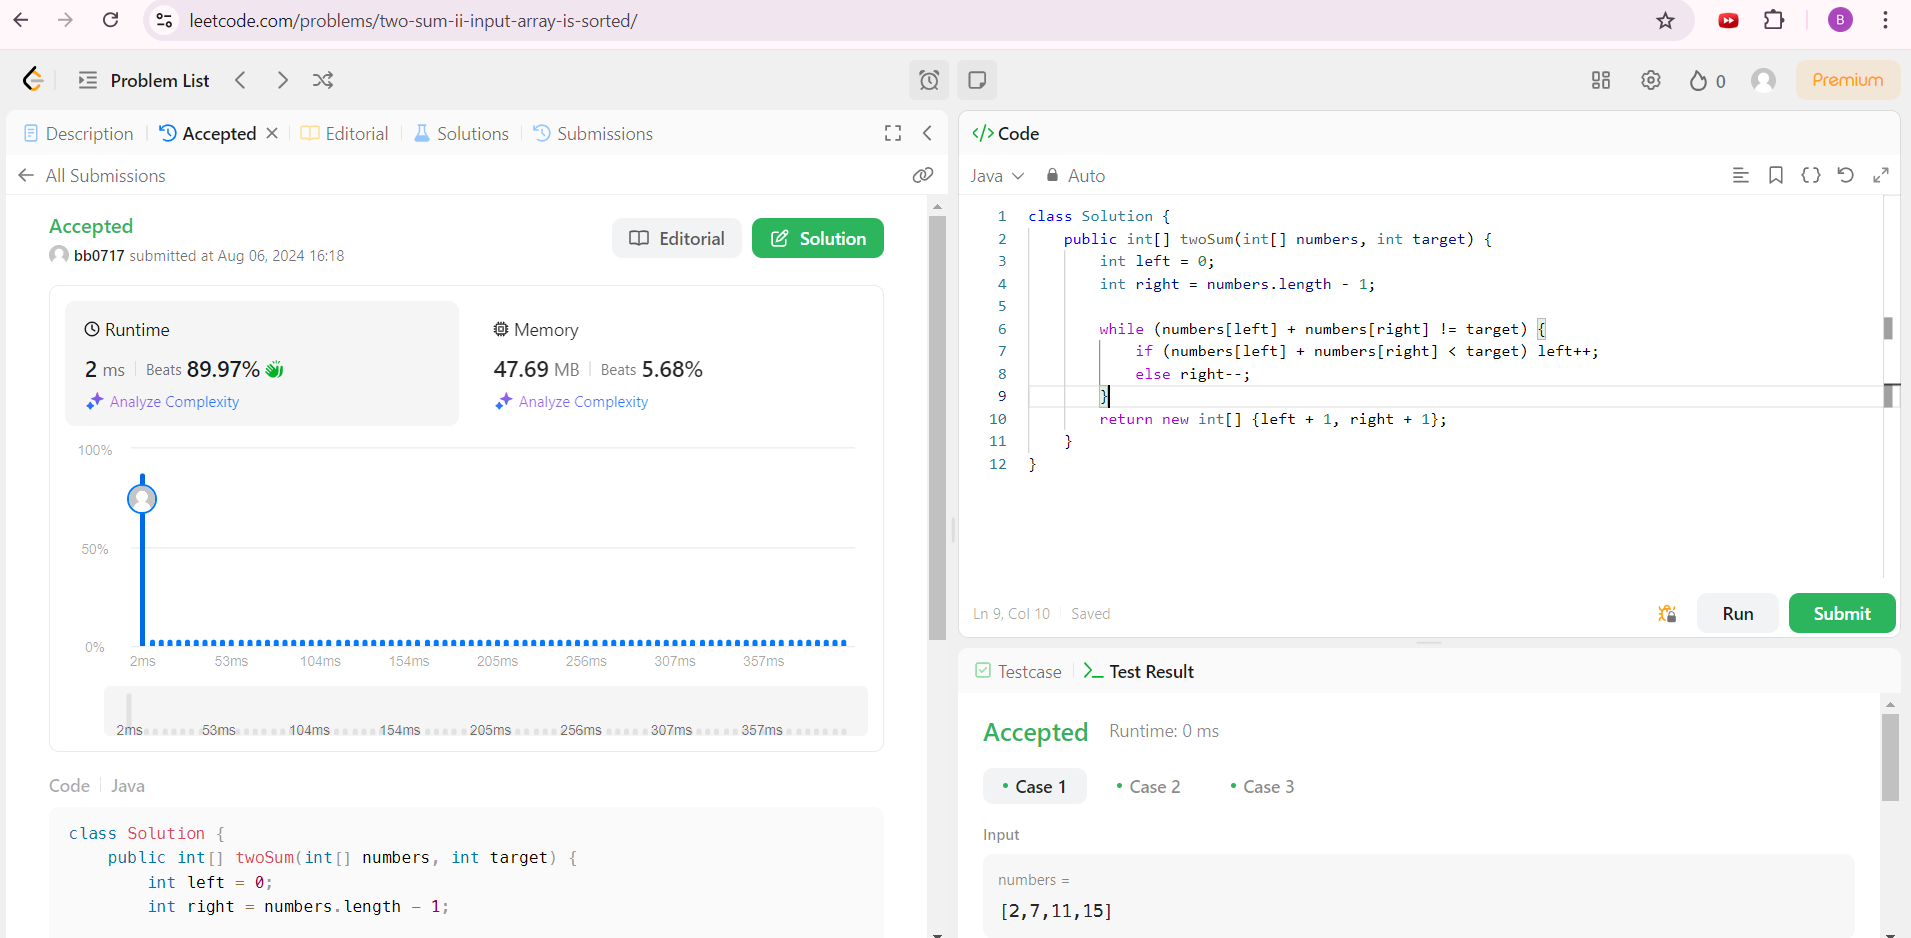 leetcode.com/problems/two-sum-ii-input-array-is-sorted/
B
Problem List
0
Premium
Description
Accepted
Editorial
Solutions
Submissions
All Submissions
Accepted
bb0717 submitted at Aug 06, 2024 16:18
Editorial
Solution
Runtime
2 ms Beats 89.97%
Analyze Complexity
Memory
47.69 MB Beats 5.68%
Analyze Complexity
100%
50%
0%
2ms 53ms 104ms 154ms 205ms 256ms 307ms 357ms
2ms 53ms 104ms 154ms 205ms 256ms 307ms 357ms
Code Java
class Solution {
    public int[] twoSum(int[] numbers, int target) {
        int left = 0;
        int right = numbers.length - 1;
</> Code
Java Auto
1 class Solution {
2     public int[] twoSum(int[] numbers, int target) {
3         int left = 0;
4         int right = numbers.length - 1;
5
6         while (numbers[left] + numbers[right] != target) {
7             if (numbers[left] + numbers[right] < target) left++;
8             else right--;
9         }
10         return new int[] {left + 1, right + 1};
11     }
12 }
Ln 9, Col 10 Saved
Run
Submit
Testcase
Test Result
Accepted Runtime: 0 ms
• Case 1 • Case 2 • Case 3
Input
numbers =
[2,7,11,15]